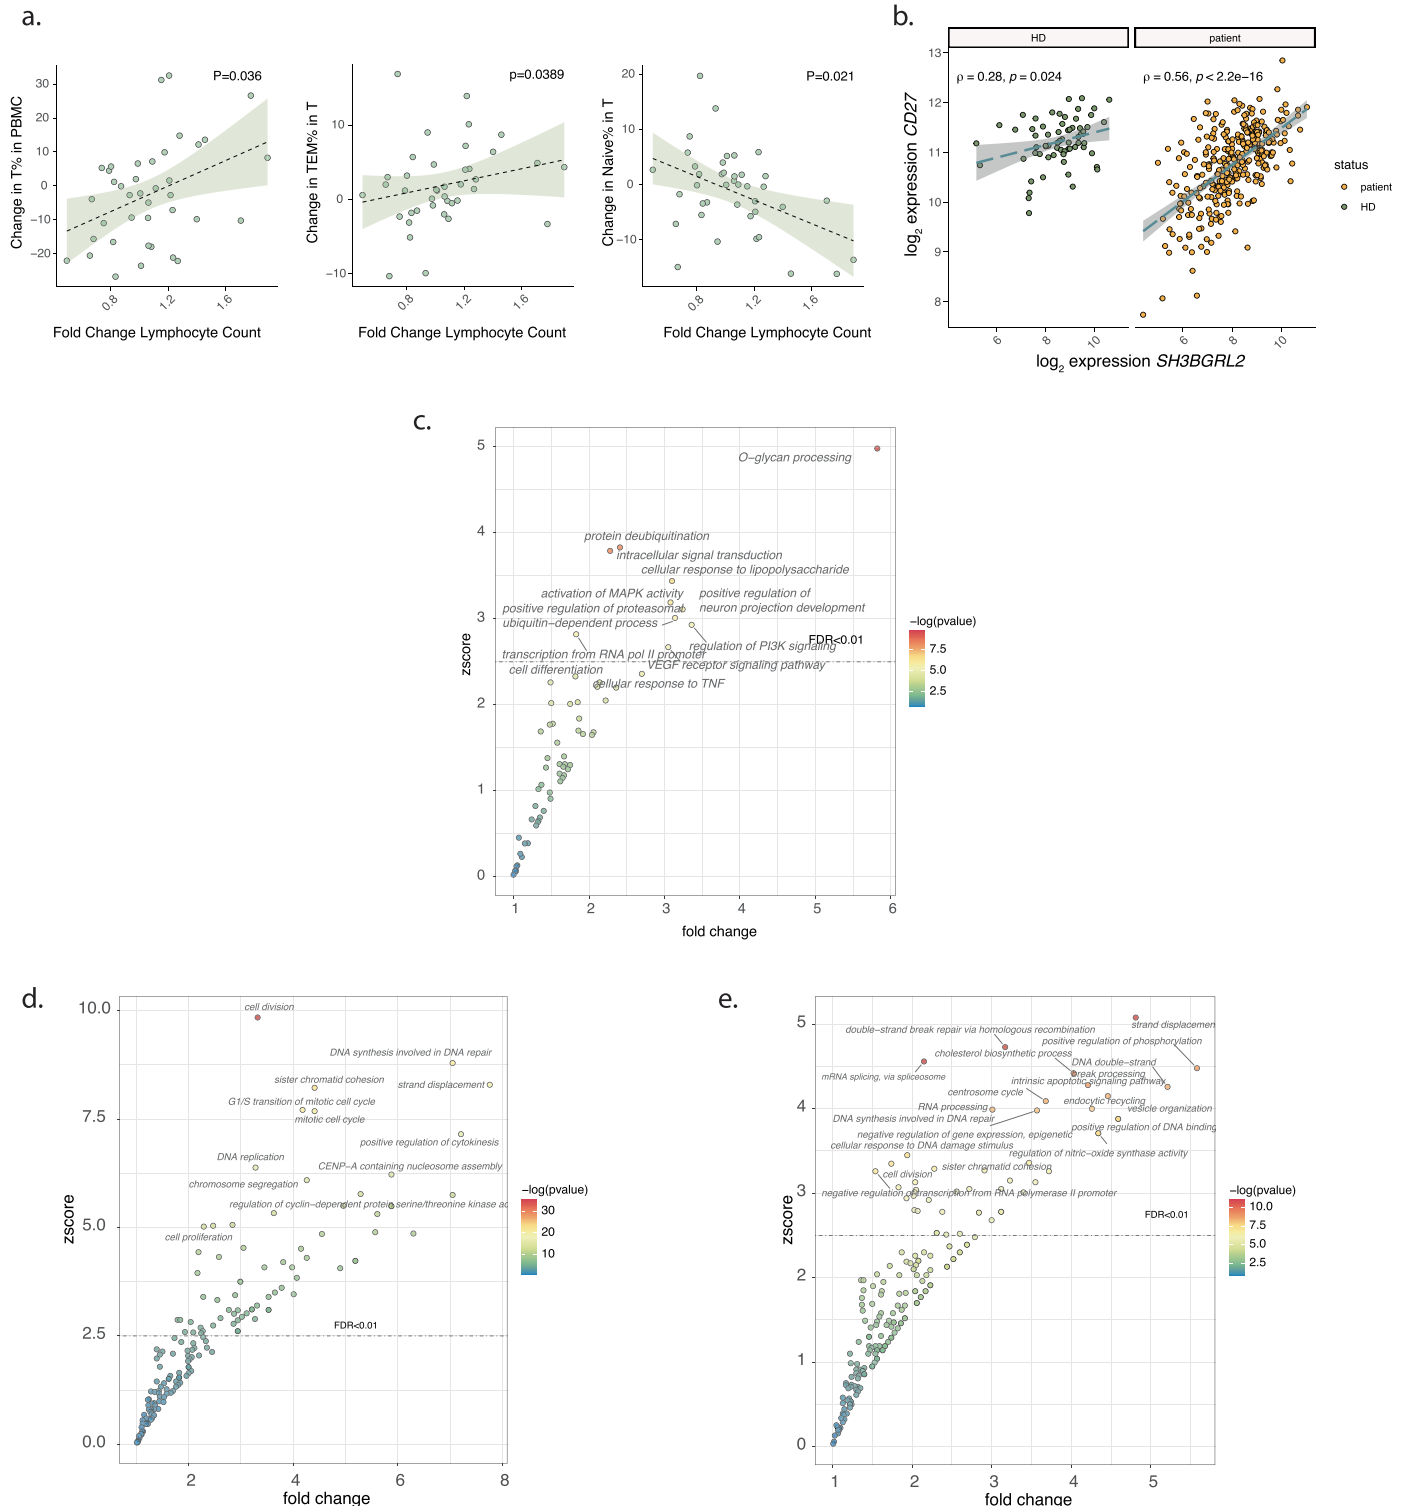 a.
P=0.036
Change in T% in PBMC
30
20
10
0
−10
−20
0.8
1.2
1.6
Fold Change Lymphocyte Count
p=0.0389
Change in TEM% in T
10
0
−10
0.8
1.2
1.6
Fold Change Lymphocyte Count
P=0.021
Change in Naive% in T
20
10
0
−10
0.8
1.2
1.6
Fold Change Lymphocyte Count
b.
HD
patient
ρ = 0.28, p = 0.024
ρ = 0.56, p < 2.2e−16
log2 expression CD27
13
12
11
10
9
8
6
8
10
6
8
10
log2 expression SH3BGRL2
status
patient
HD
c.
zscore
5
4
3
2
1
0
O−glycan processing
protein deubiquitination
intracellular signal transduction
cellular response to lipopolysaccharide
activation of MAPK activity
positive regulation of
neuron projection development
positive regulation of proteasomal
ubiquitin−dependent process
regulation of PI3K signaling
FDR<0.01
transcription from RNA pol II promoter
VEGF receptor signaling pathway
cell differentiation
cellular response to TNF
1
2
3
4
5
6
fold change
−log(pvalue)
7.5
5.0
2.5
d.
zscore
10.0
7.5
5.0
2.5
0.0
cell division
DNA synthesis involved in DNA repair
sister chromatid cohesion
strand displacement
G1/S transition of mitotic cell cycle
mitotic cell cycle
positive regulation of cytokinesis
DNA replication
CENP−A containing nucleosome assembly
chromosome segregation
regulation of cyclin−dependent protein serine/threonine kinase ac
cell proliferation
FDR<0.01
2
4
6
8
fold change
−log(pvalue)
30
20
10
e.
zscore
5
4
3
2
1
0
strand displacemen
double−strand break repair via homologous recombination
positive regulation of phosphorylation
cholesterol biosynthetic process
DNA double−strand
break processing
mRNA splicing, via spliceosome
intrinsic apoptotic signaling pathway
centrosome cycle
endocytic recycling
RNA processing
vesicle organization
DNA synthesis involved in DNA repair
positive regulation of DNA binding
negative regulation of gene expression, epigenetic
cellular response to DNA damage stimulus
regulation of nitric−oxide synthase activity
sister chromatid cohesion
cell division
negative regulation of transcription from RNA polymerase II promoter
FDR<0.01
1
2
3
4
5
fold change
−log(pvalue)
10.0
7.5
5.0
2.5